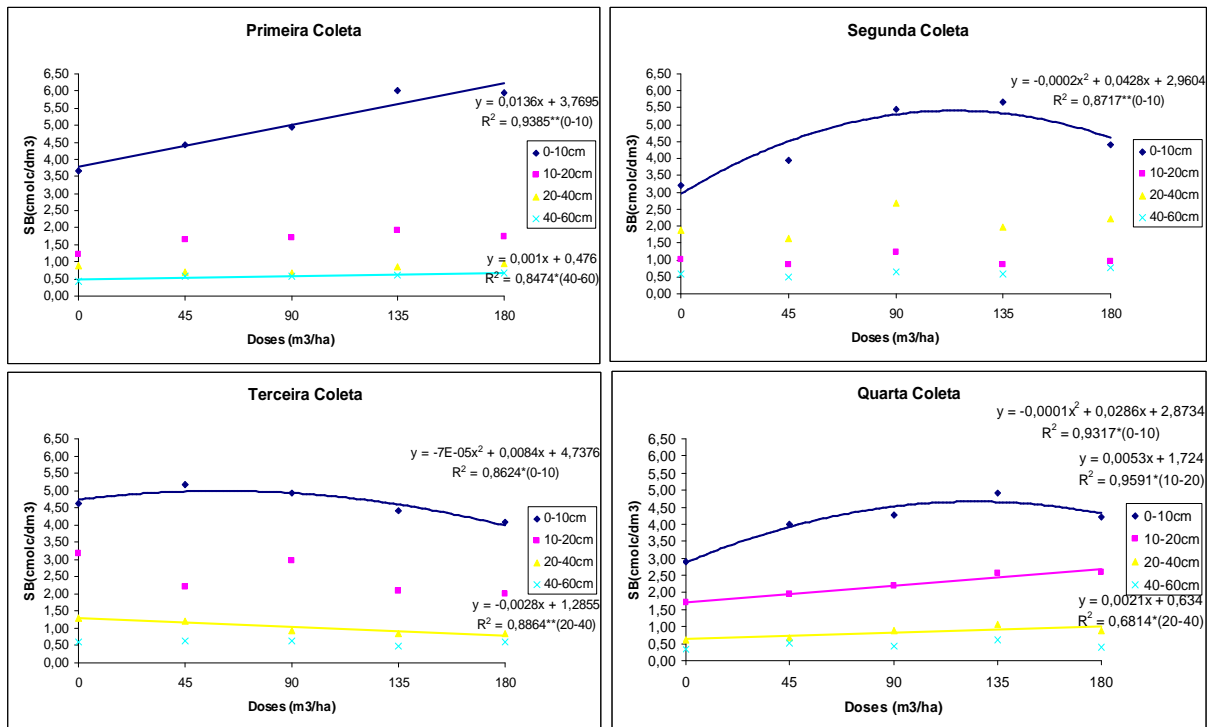 Primeira Coleta
SB(cmolc/dm3)
6,50
6,00
5,50
5,00
4,50
4,00
3,50
3,00
2,50
2,00
1,50
1,00
0,50
0,00
y = 0,0136x + 3,7695
R² = 0,9385**(0-10)
0-10cm
10-20cm
20-40cm
40-60cm
y = 0,001x + 0,476
R² = 0,8474*(40-60)
0 45 90 135 180
Doses (m3/ha)
Segunda Coleta
SB(cmolc/dm3)
6,50
6,00
5,50
5,00
4,50
4,00
3,50
3,00
2,50
2,00
1,50
1,00
0,50
0,00
y = -0,0002x² + 0,0428x + 2,9604
R² = 0,8717**(0-10)
0-10cm
10-20cm
20-40cm
40-60cm
0 45 90 135 180
Doses (m3/ha)
Terceira Coleta
SB(cmolc/dm3)
6,50
6,00
5,50
5,00
4,50
4,00
3,50
3,00
2,50
2,00
1,50
1,00
0,50
0,00
y = -7E-05x² + 0,0084x + 4,7376
R² = 0,8624*(0-10)
0-10cm
10-20cm
20-40cm
40-60cm
y = -0,0028x + 1,2855
R² = 0,8864**(20-40)
0 45 90 135 180
Doses (m3/ha)
Quarta Coleta
SB(cmolc/dm3)
6,50
6,00
5,50
5,00
4,50
4,00
3,50
3,00
2,50
2,00
1,50
1,00
0,50
0,00
y = -0,0001x² + 0,0286x + 2,8734
R² = 0,9317*(0-10)
y = 0,0053x + 1,724
R² = 0,9591*(10-20)
0-10cm
10-20cm
20-40cm
40-60cm
y = 0,0021x + 0,634
R² = 0,6814*(20-40)
0 45 90 135 180
Doses (m3/ha)